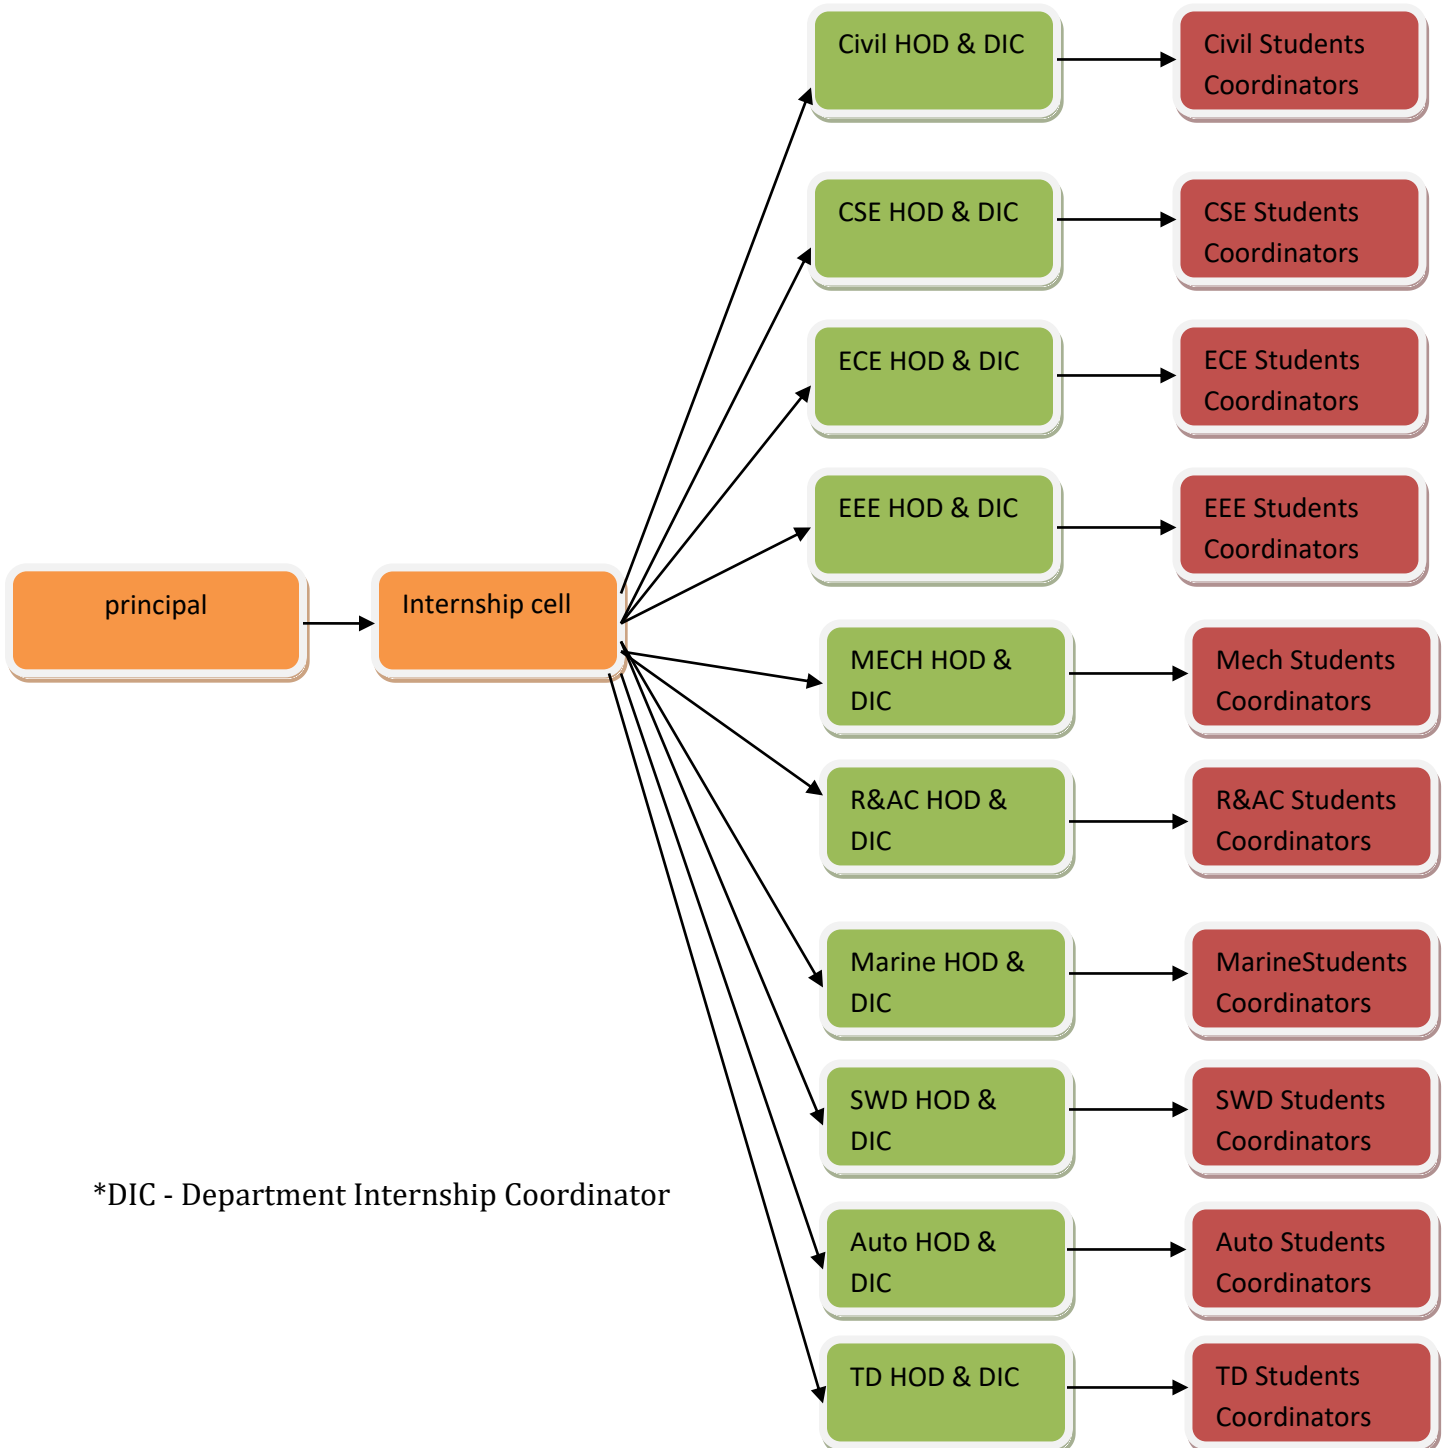 Civil HOD & DIC
Civil Students
Coordinators
CSE HOD & DIC
CSE Students
Coordinators
ECE HOD & DIC
ECE Students
Coordinators
EEE HOD & DIC
EEE Students
Coordinators
principal
Internship cell
MECH HOD &
DIC
Mech Students
Coordinators
R&AC HOD &
DIC
R&AC Students
Coordinators
Marine HOD &
DIC
MarineStudents
Coordinators
SWD HOD &
DIC
SWD Students
Coordinators
*DIC - Department Internship Coordinator
Auto HOD &
DIC
Auto Students
Coordinators
TD HOD & DIC
TD Students
Coordinators